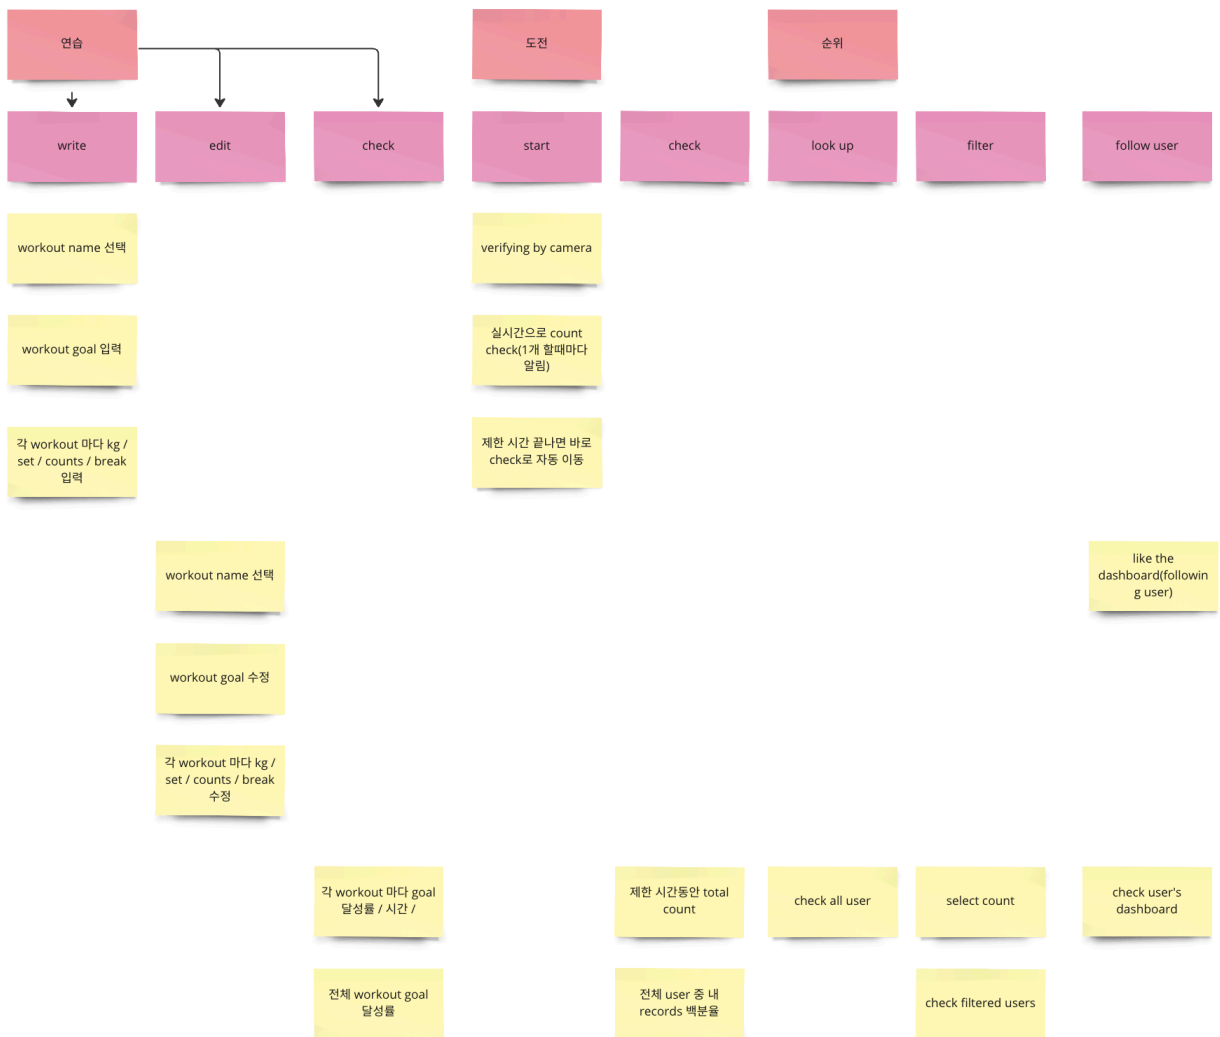 연습
도전
순위
write
edit
check
start
check
look up
filter
follow user
workout name 선택
verifying by camera
workout goal 입력
실시간으로 count
check(1개 할때마다
알림)
각 workout 마다 kg /
set / counts / break
입력
제한 시간 끝나면 바로
check로 자동 이동
workout name 선택
like the
dashboard(followin
g user)
workout goal 수정
각 workout 마다 kg /
set / counts / break
수정
각 workout 마다 goal
달성률 / 시간 /
제한 시간동안 total
count
check all user
select count
check user's
dashboard
전체 workout goal
달성률
전체 user 중 내
records 백분율
check filtered users